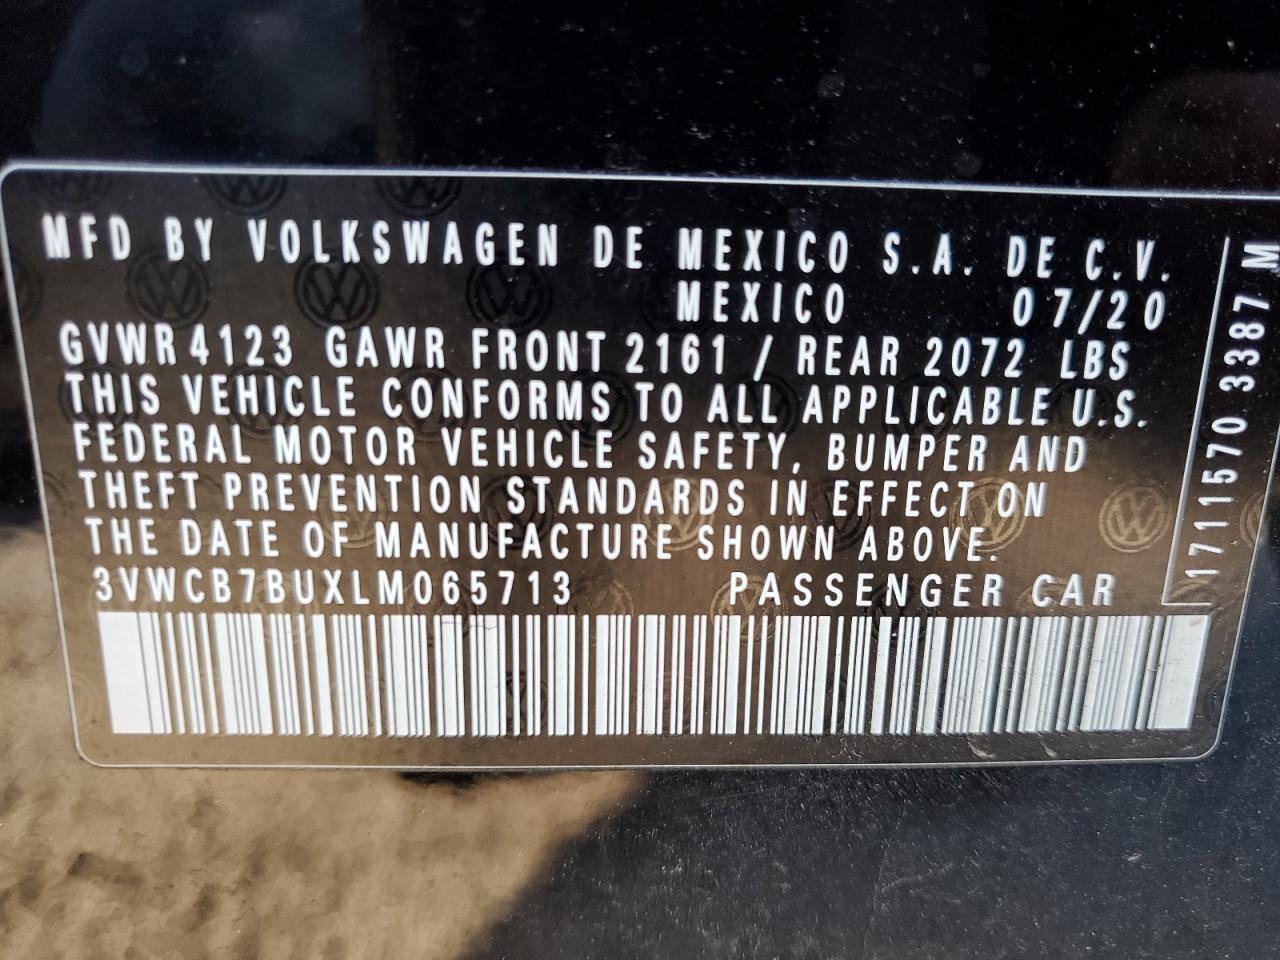 MFD BY VOLKSWAGEN DE MEXICO S.A. DE C.V.
MEXICO 07/20
GVWR 4123 GAWR FRONT 2161 / REAR 2072 LBS
THIS VEHICLE CONFORMS TO ALL APPLICABLE U.S.
FEDERAL MOTOR VEHICLE SAFETY, BUMPER AND
THEFT PREVENTION STANDARDS IN EFFECT ON
THE DATE OF MANUFACTURE SHOWN ABOVE.
3VWCB7BUXLM065713 PASSENGER CAR
1711570 3387 M